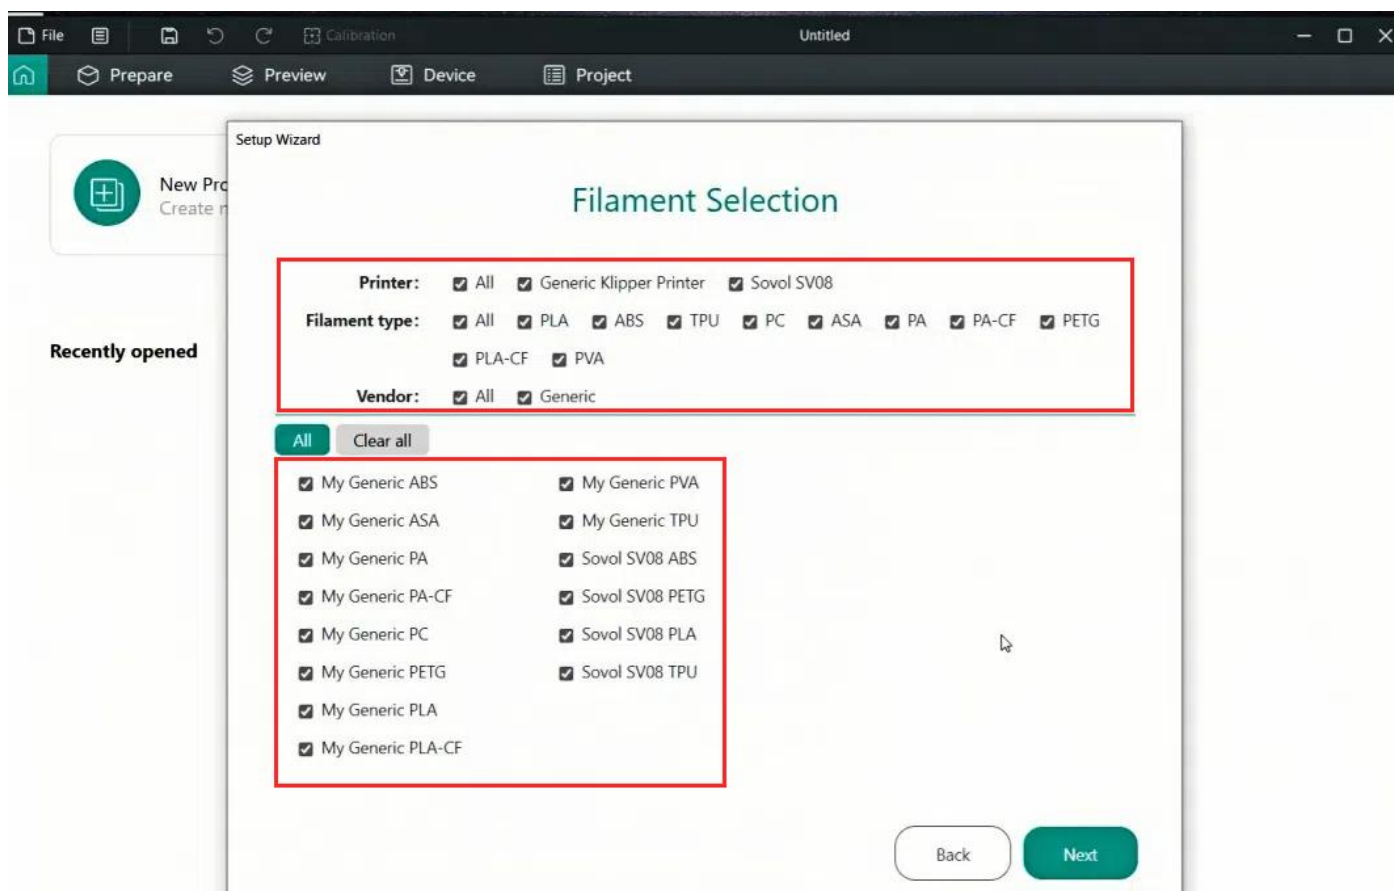 File Calibration Untitled
Prepare Preview Device Project
Setup Wizard
New Pro
Create n
Filament Selection
Printer: All Generic Klipper Printer Sovol SV08
Filament type: All PLA ABS TPU PC ASA PA PA-CF PETG
PLA-CF PVA
Vendor: All Generic
Recently opened
All Clear all
My Generic ABS My Generic PVA
My Generic ASA My Generic TPU
My Generic PA Sovol SV08 ABS
My Generic PA-CF Sovol SV08 PETG
My Generic PC Sovol SV08 PLA
My Generic PETG Sovol SV08 TPU
My Generic PLA
My Generic PLA-CF
Back Next